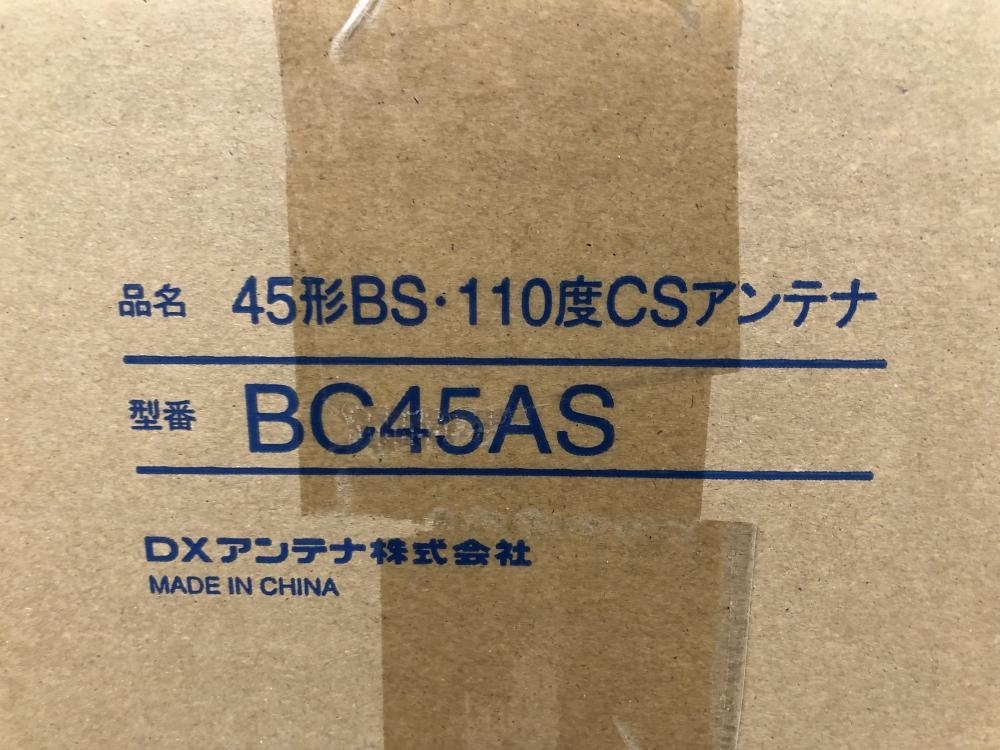 品名 45形BS・110度CSアンテナ
型番 BC45AS
DXアンテナ株式会社
MADE IN CHINA